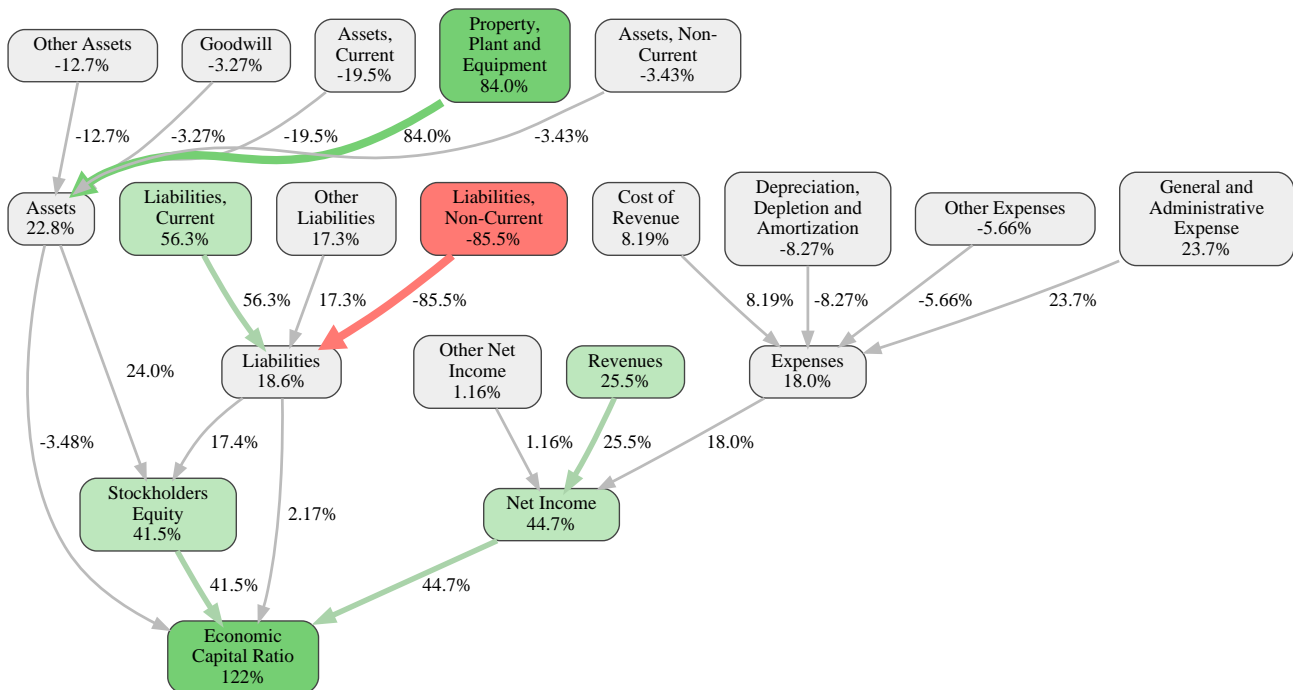 Other Assets
-12.7%
Goodwill
-3.27%
Assets,
Current
-19.5%
Property,
Plant and
Equipment
84.0%
Assets, Non-
Current
-3.43%
-12.7%
-3.27%
-19.5%
84.0%
-3.43%
Assets
22.8%
Liabilities,
Current
56.3%
Other
Liabilities
17.3%
Liabilities,
Non-Current
-85.5%
Cost of
Revenue
8.19%
Depreciation,
Depletion and
Amortization
-8.27%
Other Expenses
-5.66%
General and
Administrative
Expense
23.7%
56.3%
17.3%
-85.5%
8.19%
-8.27%
-5.66%
23.7%
Liabilities
18.6%
Other Net
Income
1.16%
Revenues
25.5%
Expenses
18.0%
24.0%
-3.48%
17.4%
1.16%
25.5%
18.0%
Stockholders
Equity
41.5%
2.17%
Net Income
44.7%
41.5%
44.7%
Economic
Capital Ratio
122%